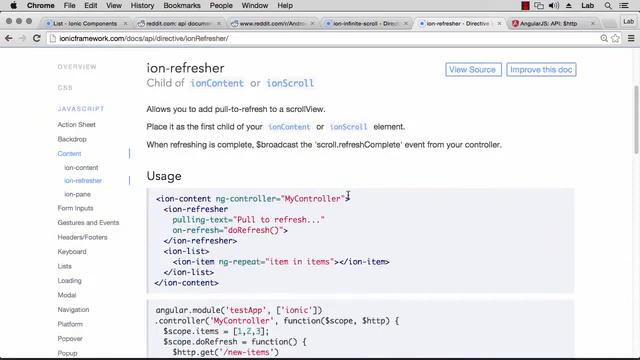 Chrome File Edit View History Bookmarks People Window Help Lab
List - Ionic Components
reddit.com: api documen
www.reddit.com/r/Androi
ion-infinite-scroll - Direct
ion-refresher - Directive i
AngularJS: API: $http
Lab
ionicframework.com/docs/api/directive/ionRefresher/
OVERVIEW
CSS
JAVASCRIPT
Action Sheet
Backdrop
Content
ion-content
ion-refresher
ion-pane
Form Inputs
Gestures and Events
Headers/Footers
Keyboard
Lists
Loading
Modal
Navigation
Platform
Popover
Popup
ion-refresher
View Source
Improve this doc
Child of ionContent or ionScroll
Allows you to add pull-to-refresh to a scrollView.
Place it as the first child of your ionContent or ionScroll element.
When refreshing is complete, $broadcast the 'scroll.refreshComplete' event from your controller.
Usage
<ion-content ng-controller="MyController">
<ion-refresher
pulling-text="Pull to refresh..."
on-refresh="doRefresh()">
</ion-refresher>
<ion-list>
<ion-item ng-repeat="item in items"></ion-item>
</ion-list>
</ion-content>
angular.module('testApp', ['ionic'])
.controller('MyController', function($scope, $http) {
$scope.items = [1,2,3];
$scope.doRefresh = function() {
$http.get('/new-items')